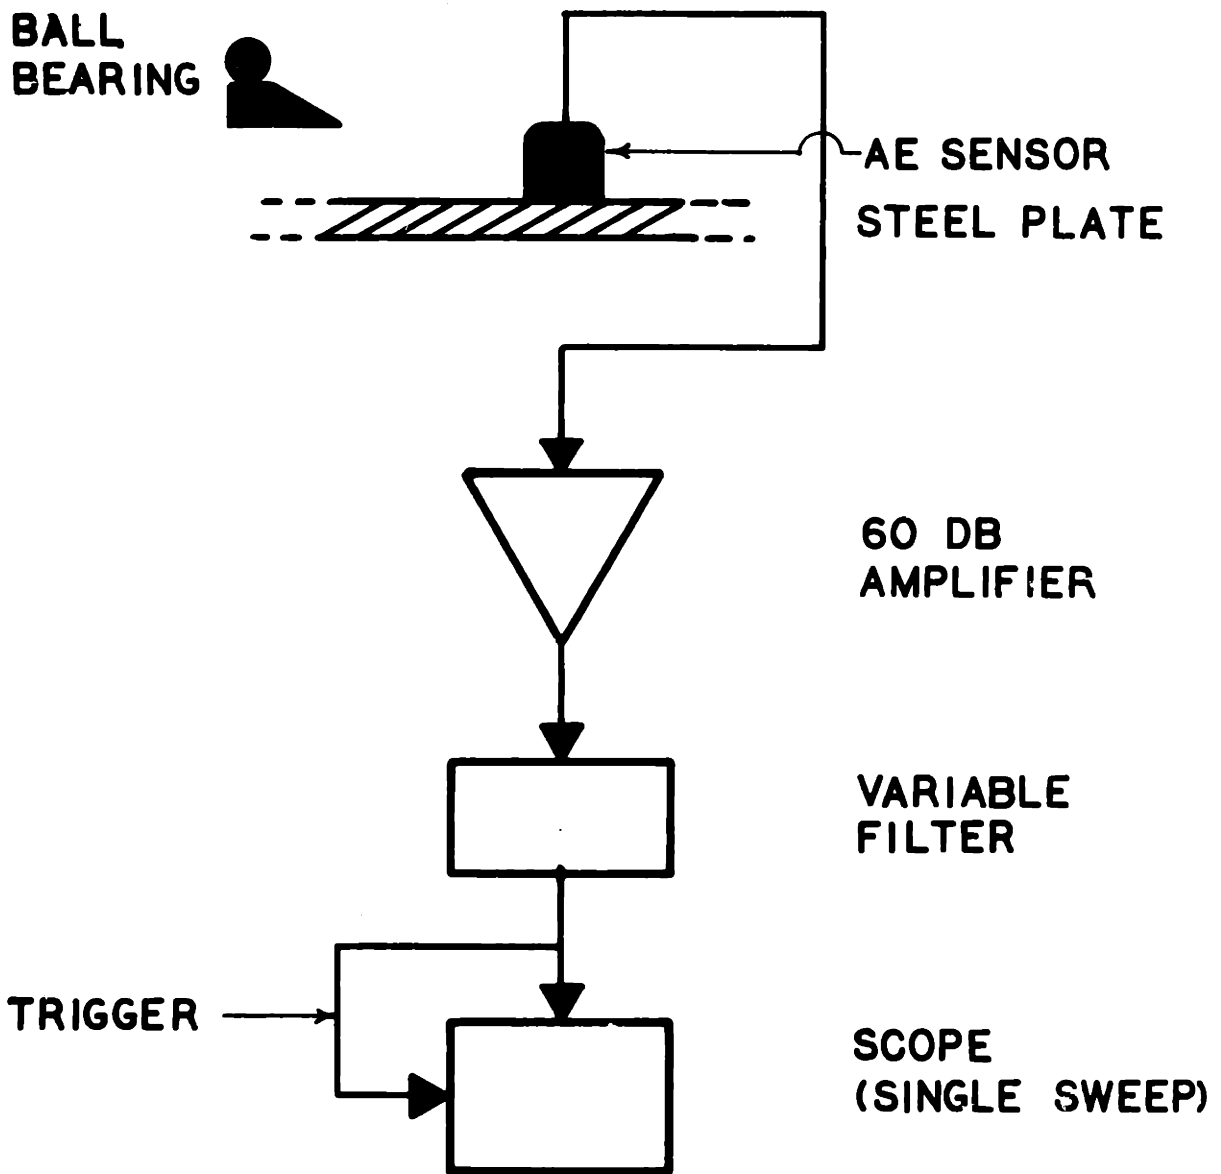 BALL
BEARING
AE SENSOR
STEEL PLATE
60 DB
AMPLIFIER
VARIABLE
FILTER
TRIGGER
SCOPE
(SINGLE SWEEP)